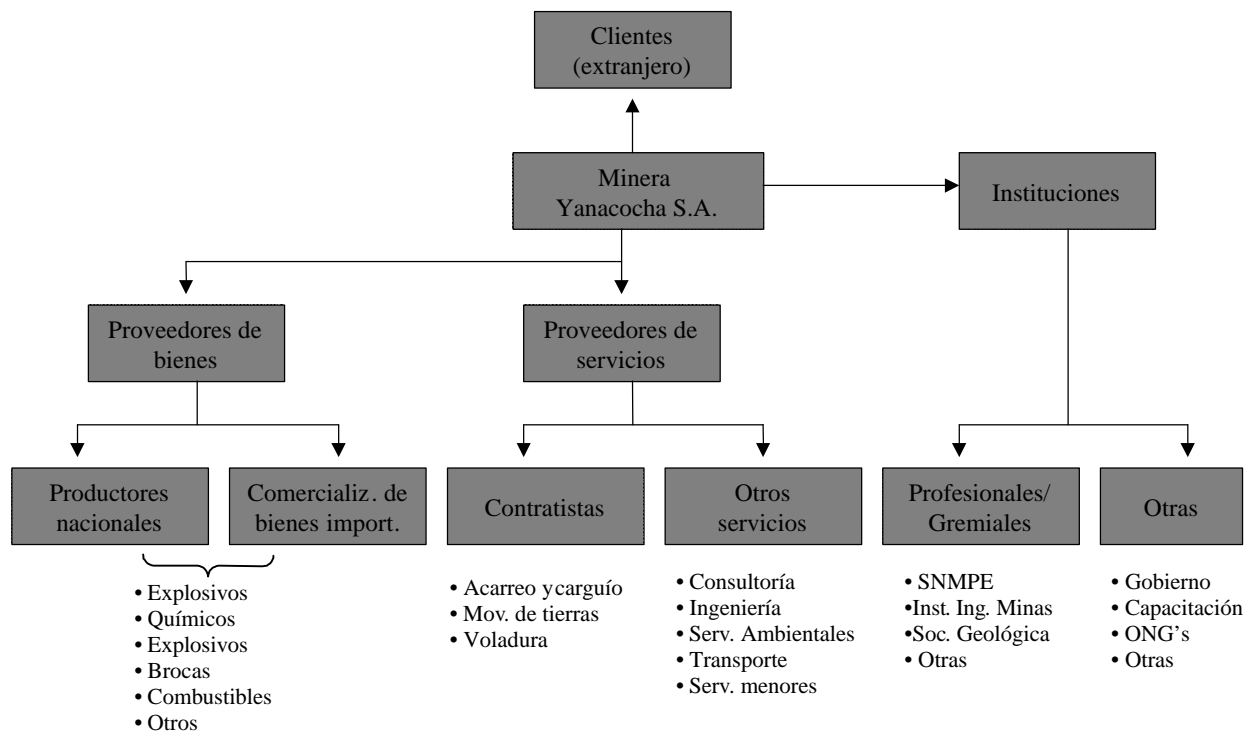 Clientes
(extranjero)
Minera
Yanacocha S.A.
Instituciones
Proveedores de
bienes
Proveedores de
servicios
Productores
nacionales
Comercializ. de
bienes import.
Contratistas
Otros
servicios
Profesionales/
Gremiales
Otras
• Explosivos
• Químicos
• Explosivos
• Brocas
• Combustibles
• Otros
• Acarreo ycarguío
• Mov. de tierras
• Voladura
• Consultoría
• Ingeniería
• Serv. Ambientales
• Transporte
• Serv. menores
• SNMPE
•Inst. Ing. Minas
•Soc. Geológica
• Otras
• Gobierno
• Capacitación
• ONG’s
• Otras